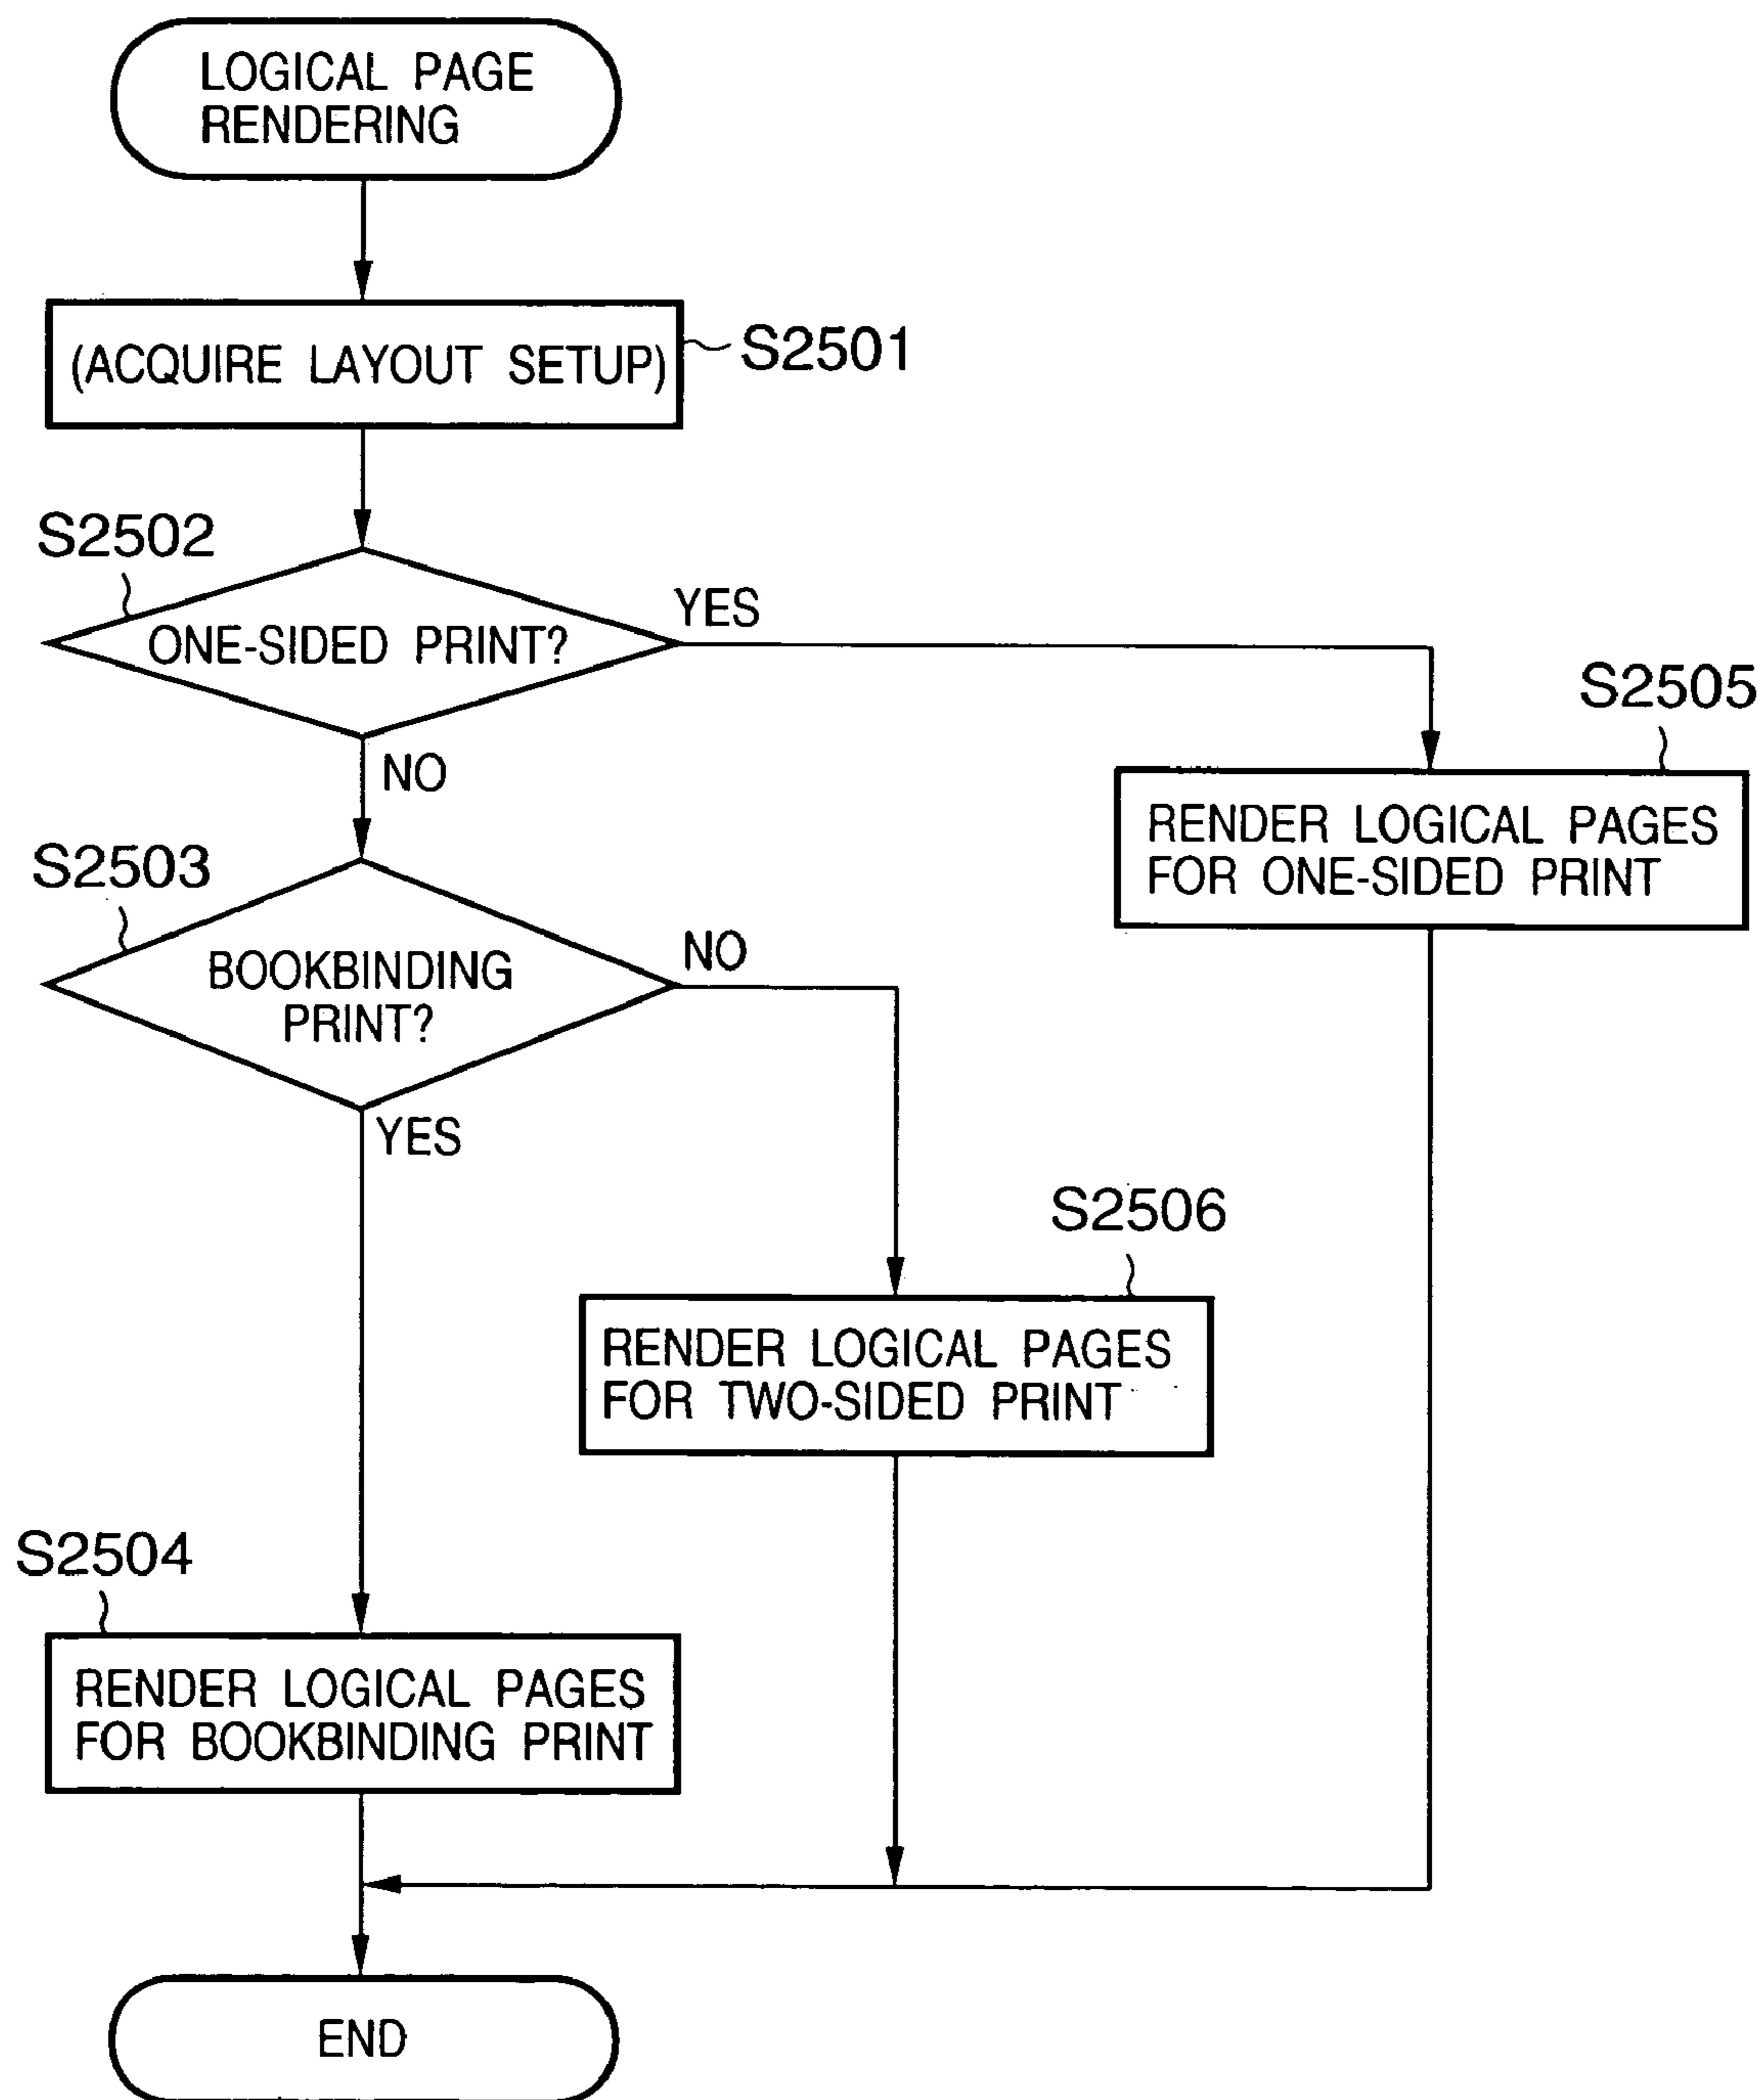 LOGICAL PAGE
RENDERING
(ACQUIRE LAYOUT SETUP)
S2501
S2502
ONE-SIDED PRINT?
YES
NO
S2505
RENDER LOGICAL PAGES
FOR ONE-SIDED PRINT
S2503
BOOKBINDING
PRINT?
NO
YES
S2506
RENDER LOGICAL PAGES
FOR TWO-SIDED PRINT
S2504
RENDER LOGICAL PAGES
FOR BOOKBINDING PRINT
END